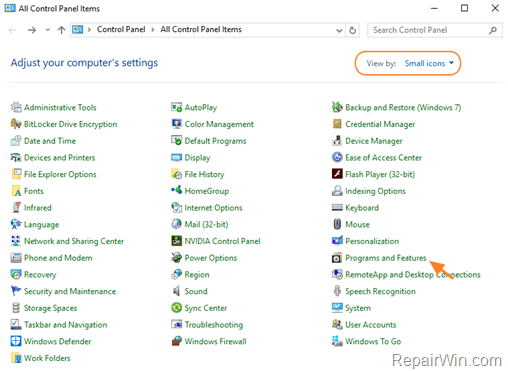 All Control Panel Items
Control Panel > All Control Panel Items
Search Control Panel
Adjust your computer's settings
View by: Small icons
Administrative Tools
AutoPlay
Backup and Restore (Windows 7)
BitLocker Drive Encryption
Color Management
Credential Manager
Date and Time
Default Programs
Device Manager
Devices and Printers
Display
Ease of Access Center
File Explorer Options
File History
Flash Player (32-bit)
Fonts
HomeGroup
Indexing Options
Infrared
Internet Options
Keyboard
Language
Mail (32-bit)
Mouse
Network and Sharing Center
NVIDIA Control Panel
Personalization
Phone and Modem
Power Options
Programs and Features
Recovery
Region
RemoteApp and Desktop Connections
Security and Maintenance
Sound
Speech Recognition
Storage Spaces
Sync Center
System
Taskbar and Navigation
Troubleshooting
User Accounts
Windows Defender
Windows Firewall
Windows To Go
Work Folders
RepairWin.com